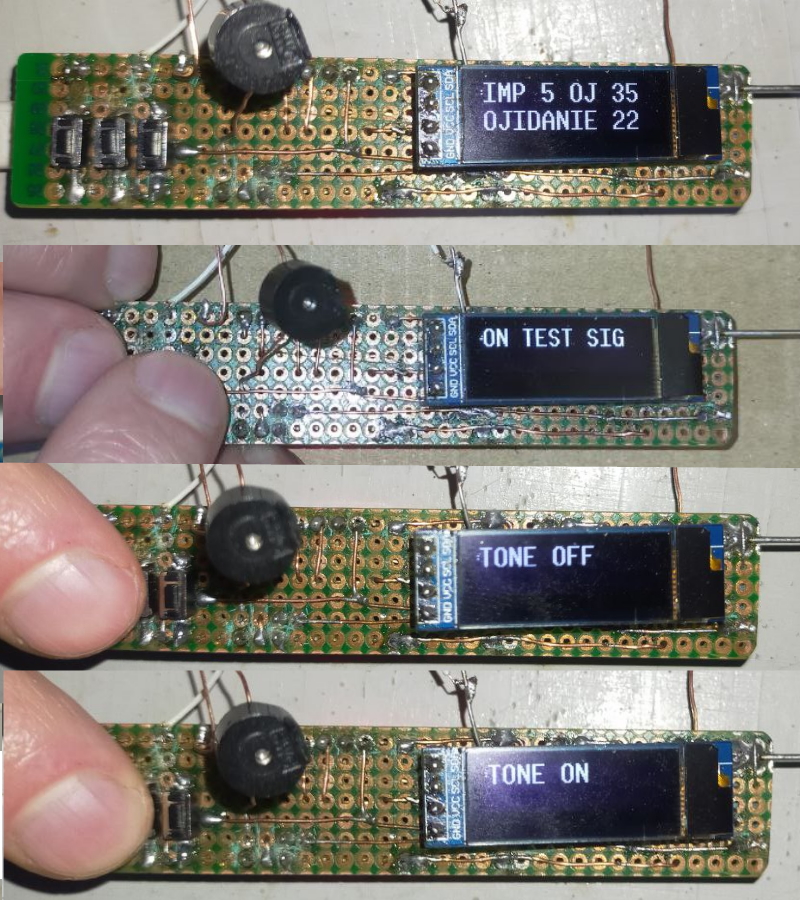 IMP 5 OJ 35
OJIDANIE 22
GND VCC SCL SDA
ON TEST SIG
GND VCC SCL SDA
TONE OFF
GND VCC SCL SDA
TONE ON
GND VCC SCL SDA